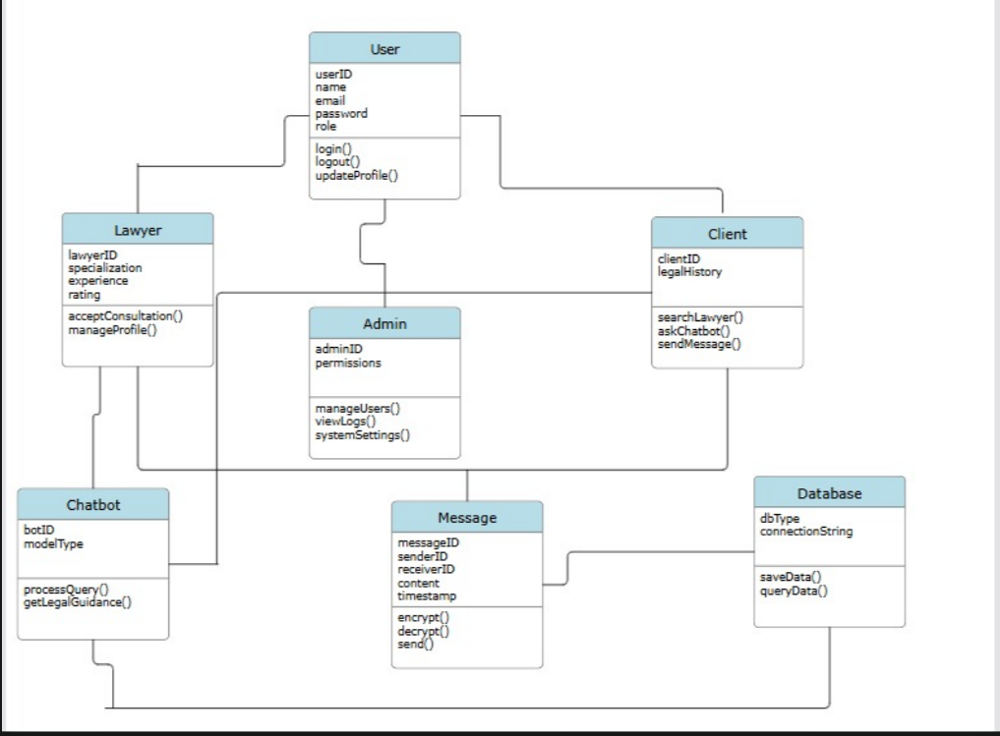 User
userID
name
email
password
role
login()
logout()
updateProfile()
Lawyer
lawyerID
specialization
experience
rating
acceptConsultation()
manageProfile()
Client
clientID
legalHistory
searchLawyer()
askChatbot()
sendMessage()
Admin
adminID
permissions
manageUsers()
viewLogs()
systemSettings()
Chatbot
botID
modelType
processQuery()
getLegalGuidance()
Message
messageID
senderID
receiverID
content
timestamp
encrypt()
decrypt()
send()
Database
dbType
connectionString
saveData()
queryData()